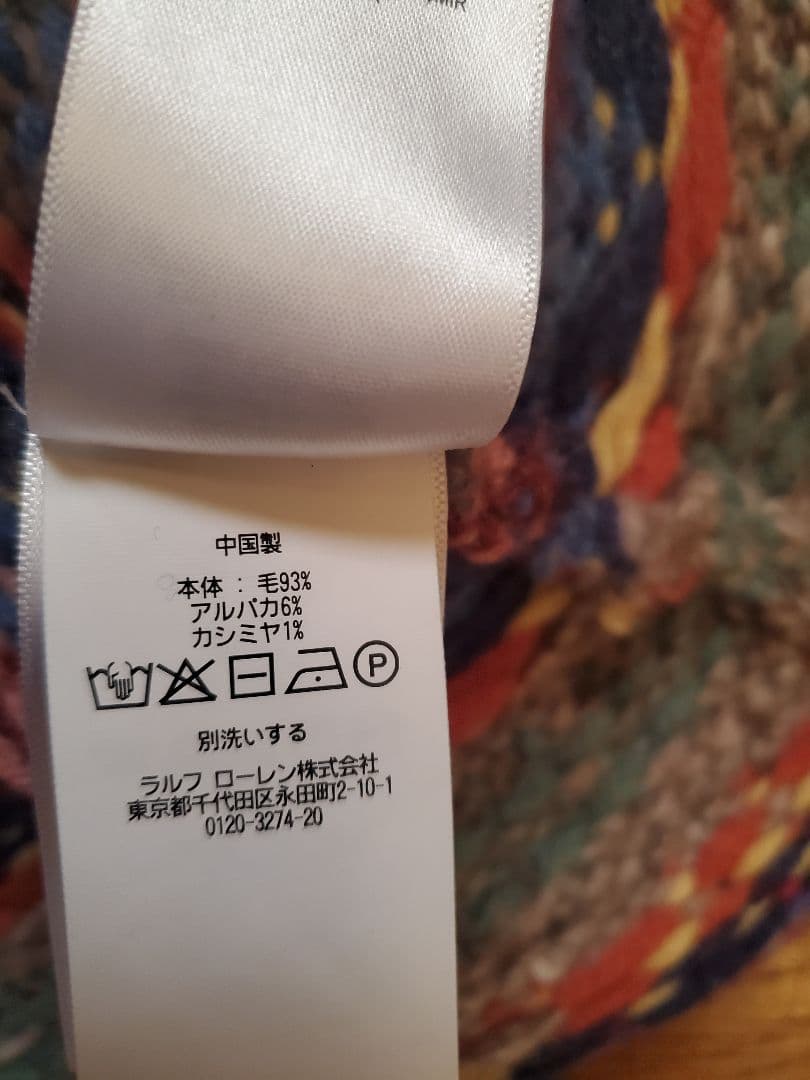 中国製
本体 : 毛93%
アルパカ6%
カシミヤ1%
P
別洗いする
ラルフ ローレン株式会社
東京都千代田区永田町2-10-1
0120-3274-20